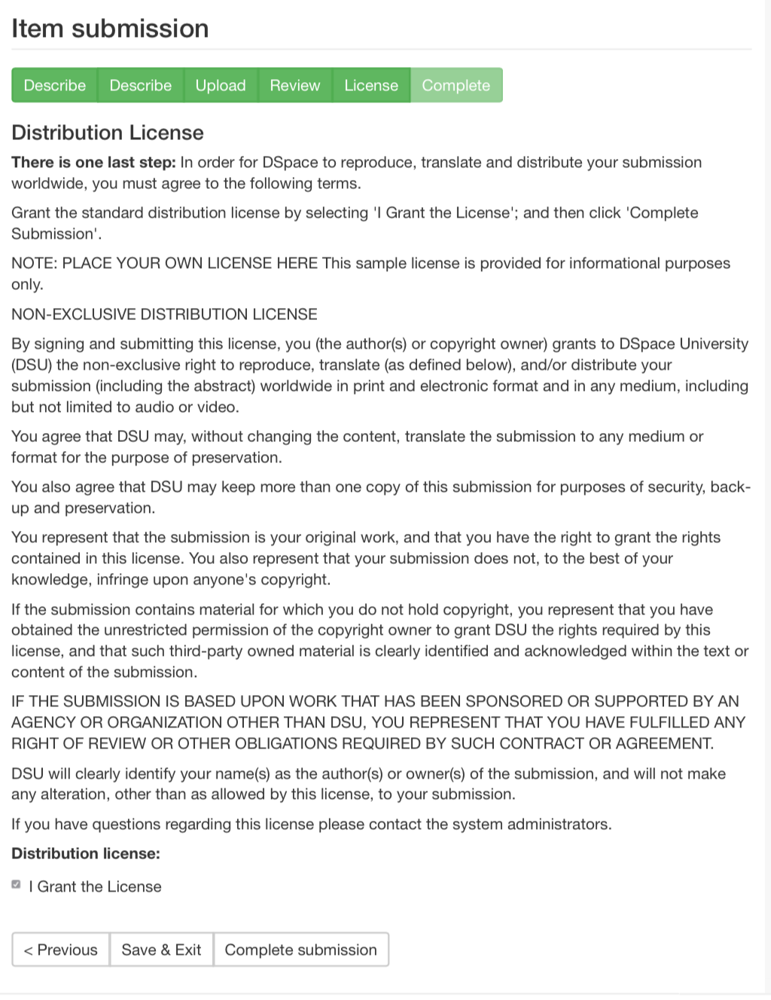 Item submission
Describe Describe Upload Review License Complete
Distribution License
There is one last step: In order for DSpace to reproduce, translate and distribute your submission
worldwide, you must agree to the following terms.
Grant the standard distribution license by selecting 'I Grant the License'; and then click 'Complete
Submission'.
NOTE: PLACE YOUR OWN LICENSE HERE This sample license is provided for informational purposes
only.
NON-EXCLUSIVE DISTRIBUTION LICENSE
By signing and submitting this license, you (the author(s) or copyright owner) grants to DSpace University
(DSU) the non-exclusive right to reproduce, translate (as defined below), and/or distribute your
submission (including the abstract) worldwide in print and electronic format and in any medium, including
but not limited to audio or video.
You agree that DSU may, without changing the content, translate the submission to any medium or
format for the purpose of preservation.
You also agree that DSU may keep more than one copy of this submission for purposes of security, back-
up and preservation.
You represent that the submission is your original work, and that you have the right to grant the rights
contained in this license. You also represent that your submission does not, to the best of your
knowledge, infringe upon anyone's copyright.
If the submission contains material for which you do not hold copyright, you represent that you have
obtained the unrestricted permission of the copyright owner to grant DSU the rights required by this
license, and that such third-party owned material is clearly identified and acknowledged within the text or
content of the submission.
IF THE SUBMISSION IS BASED UPON WORK THAT HAS BEEN SPONSORED OR SUPPORTED BY AN
AGENCY OR ORGANIZATION OTHER THAN DSU, YOU REPRESENT THAT YOU HAVE FULFILLED ANY
RIGHT OF REVIEW OR OTHER OBLIGATIONS REQUIRED BY SUCH CONTRACT OR AGREEMENT.
DSU will clearly identify your name(s) as the author(s) or owner(s) of the submission, and will not make
any alteration, other than as allowed by this license, to your submission.
If you have questions regarding this license please contact the system administrators.
Distribution license:
I Grant the License
< Previous Save & Exit Complete submission